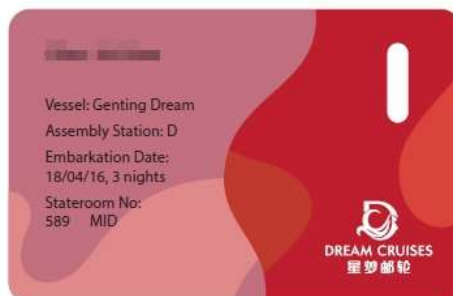 Vessel: Genting Dream
Assembly Station: D
Embarkation Date:
18/04/16, 3 nights
Stateroom No:
589 MID
DREAM CRUISES
星梦邮轮